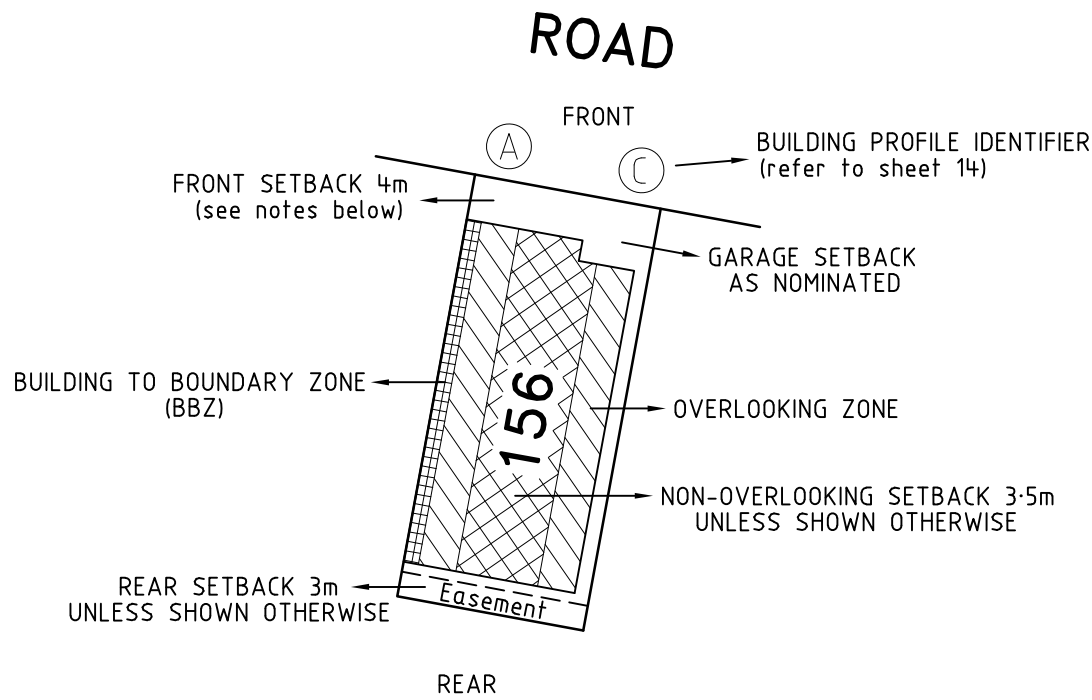 ROAD
FRONT
A
C
BUILDING PROFILE IDENTIFIER
(refer to sheet 14)
FRONT SETBACK 4m
(see notes below)
GARAGE SETBACK
AS NOMINATED
BUILDING TO BOUNDARY ZONE
(BBZ)
156
OVERLOOKING ZONE
NON-OVERLOOKING SETBACK 3·5m
UNLESS SHOWN OTHERWISE
REAR SETBACK 3m
UNLESS SHOWN OTHERWISE
Easement
REAR